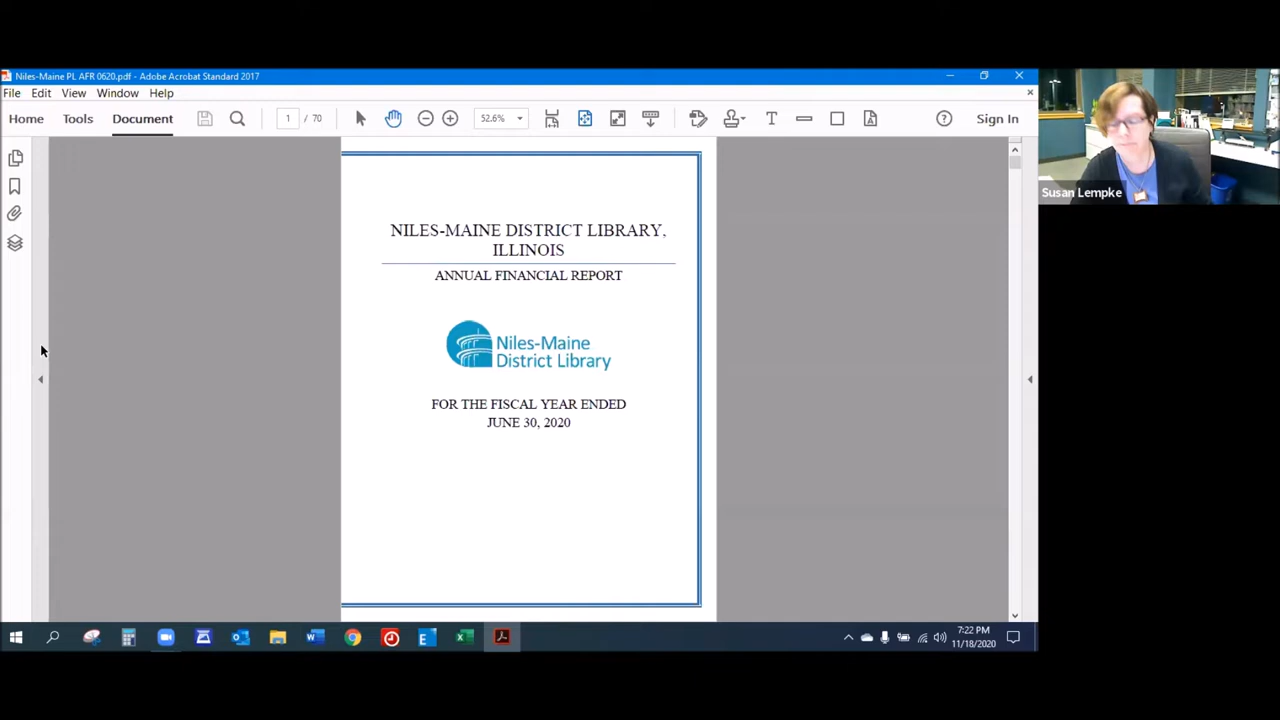 Niles-Maine PL AFR 0620.pdf - Adobe Acrobat Standard 2017
File Edit View Window Help
Home Tools Document 1 / 70 52.6% Sign In
NILES-MAINE DISTRICT LIBRARY,
ILLINOIS
ANNUAL FINANCIAL REPORT
Niles-Maine
District Library
FOR THE FISCAL YEAR ENDED
JUNE 30, 2020
Susan Lempke
7:22 PM
11/18/2020